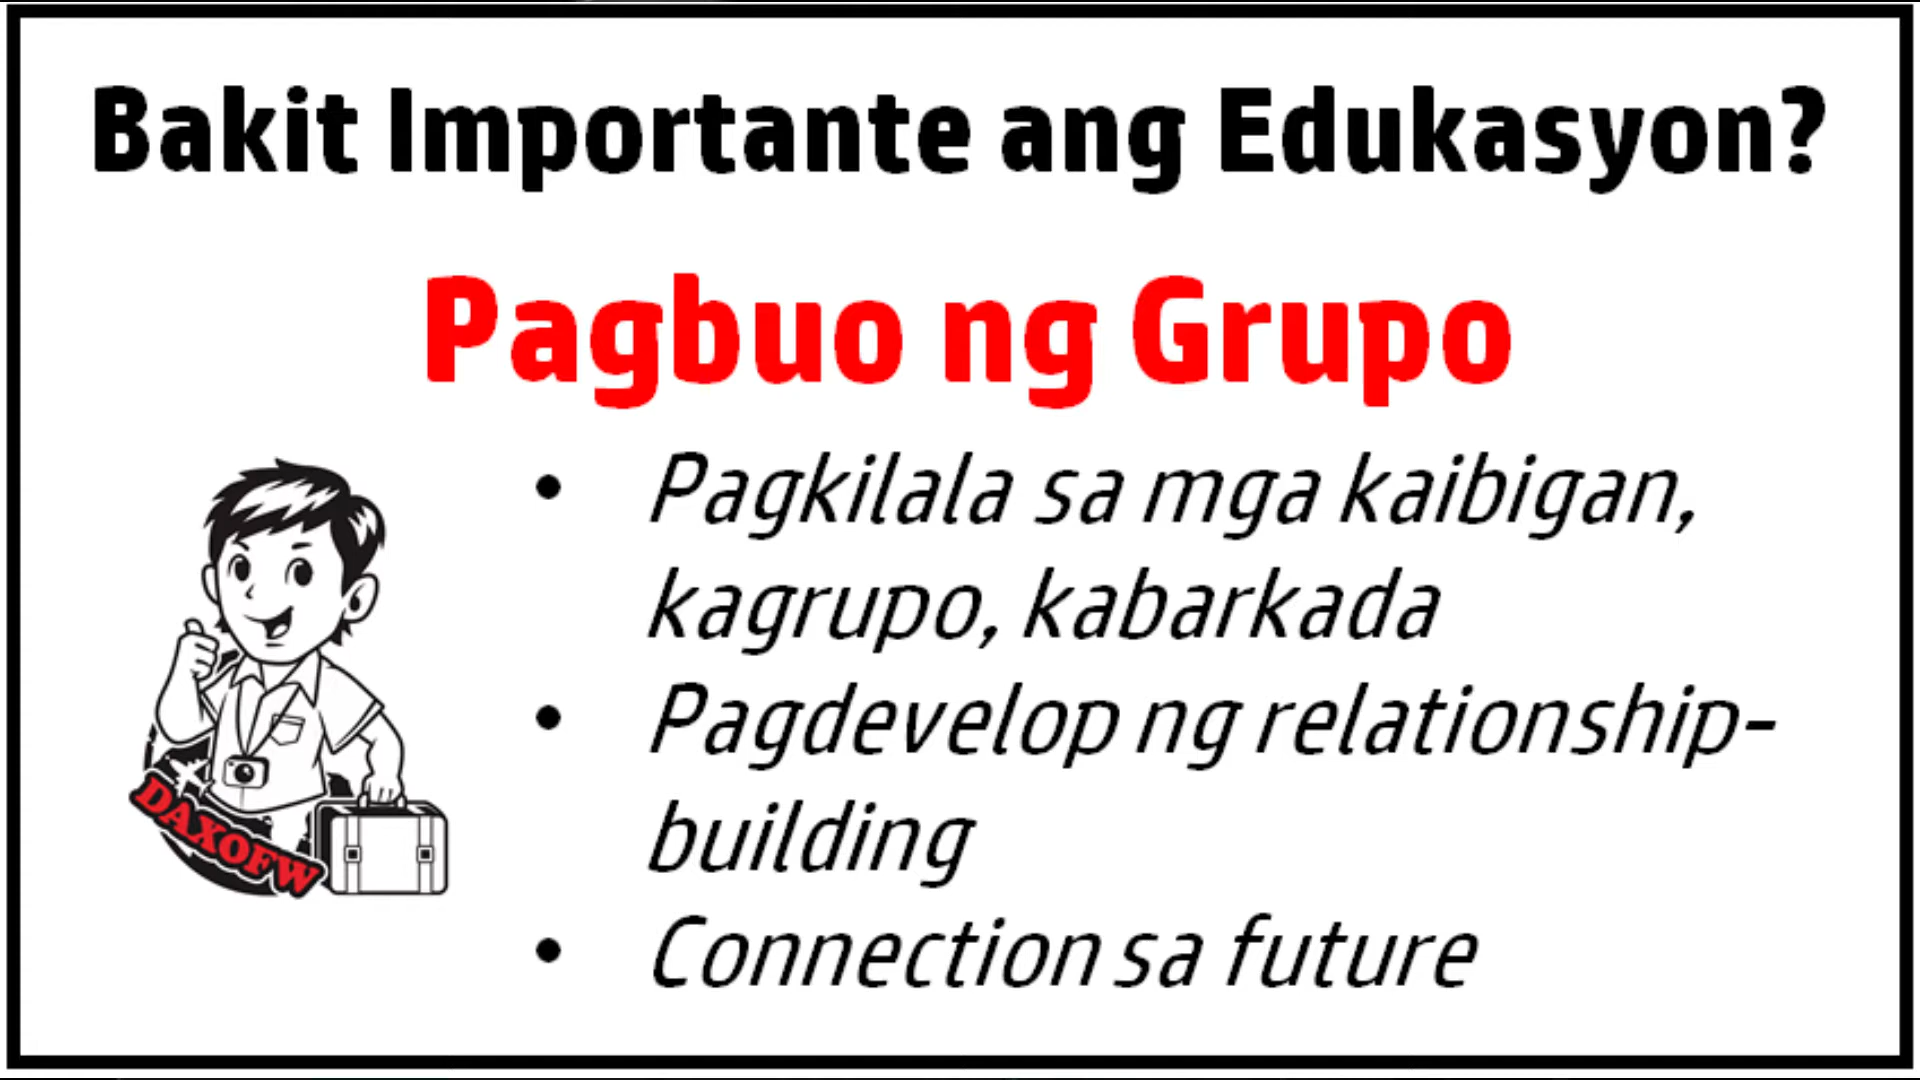 Bakit Importante ang Edukasyon?
Pagbuo ng Grupo
• Pagkilala sa mga kaibigan,
kagrupo, kabarkada
• Pagdevelop ng relationship-
building
• Connection sa future
DAXOFW